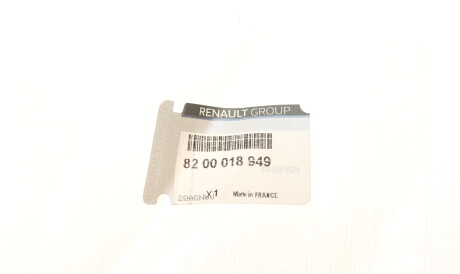 RENAULT GROUP
82 00 018 949
X1 Made in FRANCE